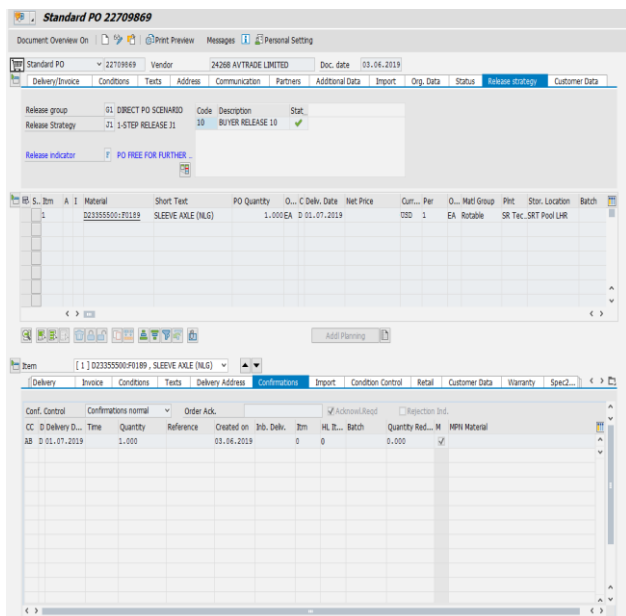 Standard PO 22709869
Document Overview On Print Preview Messages Personal Setting
Standard PO 22709869 Vendor 24268 AVTRADE LIMITED Doc. date 03.06.2019
Delivery/Invoice Conditions Texts Address Communication Partners Additional Data Import Org. Data Status Release strategy Customer Data
Release group G1 DIRECT PO SCENARIO Code Description Stat_
Release Strategy J1 1-STEP RELEASE J1 10 BUYER RELEASE 10
Release indicator PO FREE FOR FURTHER ..
S.. Itm A I Material Short Text PO Quantity O... C Deliv. Date Net Price Curr... Per O... Matl Group Plnt Stor. Location Batch
1 D23355500:F0189 SLEEVE AXLE (NLG) 1.000 EA D 01.07.2019 USD 1 EA Rotable SR Tec.. SRT Pool LHR
Addl Planning
Item [ 1 ] D23355500:F0189 , SLEEVE AXLE (NLG)
Delivery Invoice Conditions Texts Delivery Address Confirmations Import Condition Control Retail Customer Data Warranty Spec2...
Conf. Control Confirmations normal Order Ack. Acknowl.Reqd Rejection Ind.
CC D Delivery D... Time Quantity Reference Created on Inb. Deliv. Itm HL It... Batch Quantity Red... M MPN Material
AB D 01.07.2019 1.000 03.06.2019 0 0 0.000